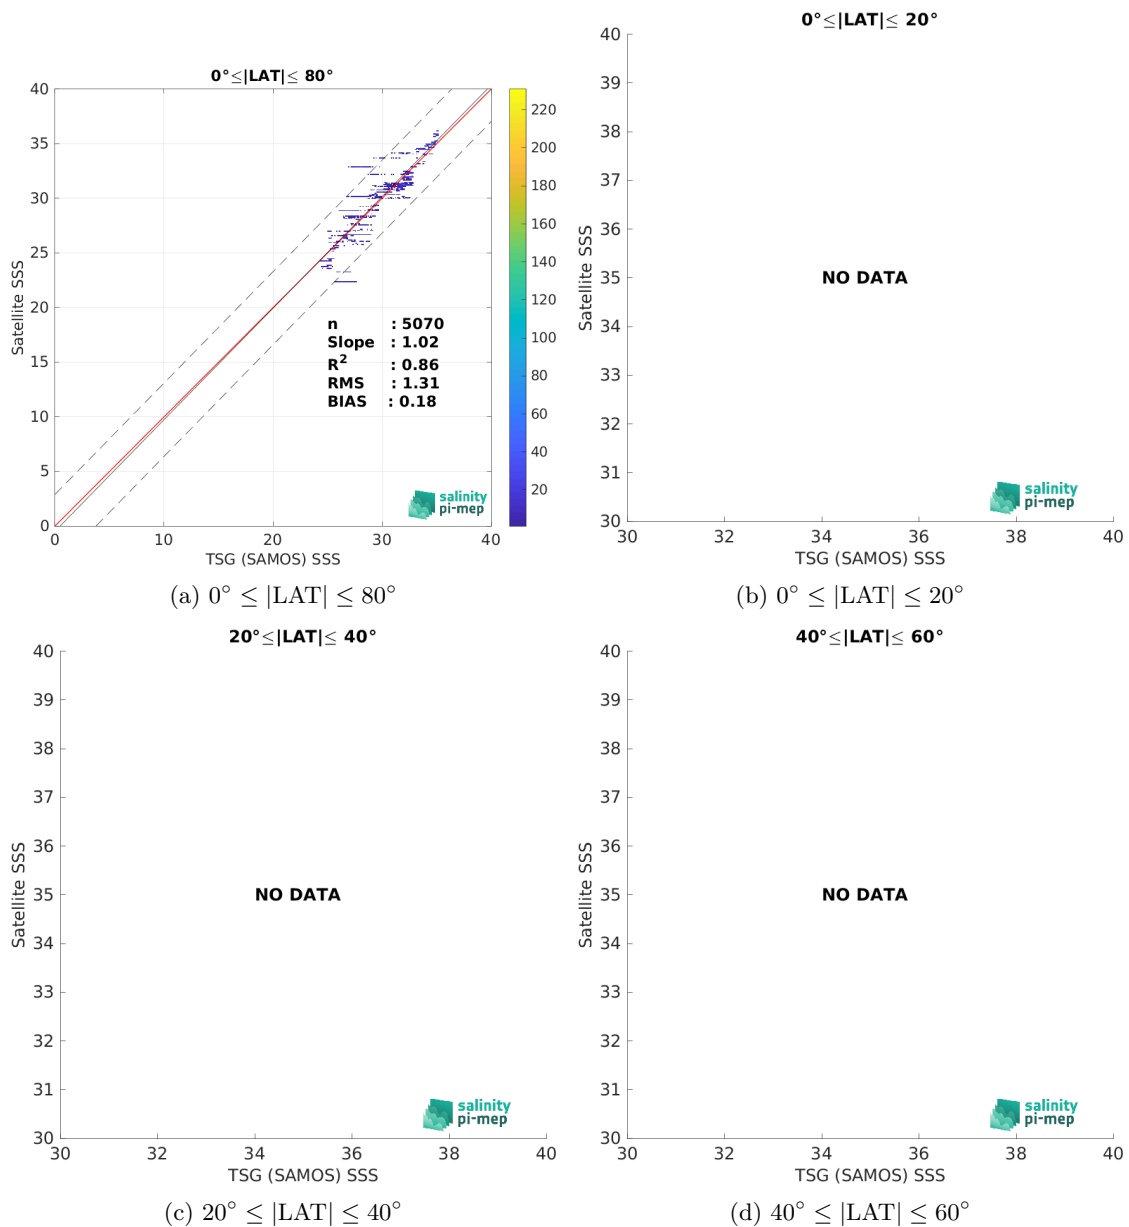 0°≤|LAT|≤ 80°
40
35
30
25
20
15
10
5
0
0
10
20
30
40
Satellite SSS
TSG (SAMOS) SSS
n : 5070
Slope : 1.02
R² : 0.86
RMS : 1.31
BIAS : 0.18
220
200
180
160
140
120
100
80
60
40
20
salinity
pi-mep
(a) 0° ≤ |LAT| ≤ 80°
0°≤|LAT|≤ 20°
40
39
38
37
36
35
34
33
32
31
30
30
32
34
36
38
40
Satellite SSS
NO DATA
TSG (SAMOS) SSS
salinity
pi-mep
(b) 0° ≤ |LAT| ≤ 20°
20°≤|LAT|≤ 40°
40
39
38
37
36
35
34
33
32
31
30
30
32
34
36
38
40
Satellite SSS
NO DATA
TSG (SAMOS) SSS
salinity
pi-mep
(c) 20° ≤ |LAT| ≤ 40°
40°≤|LAT|≤ 60°
40
39
38
37
36
35
34
33
32
31
30
30
32
34
36
38
40
Satellite SSS
NO DATA
TSG (SAMOS) SSS
salinity
pi-mep
(d) 40° ≤ |LAT| ≤ 60°